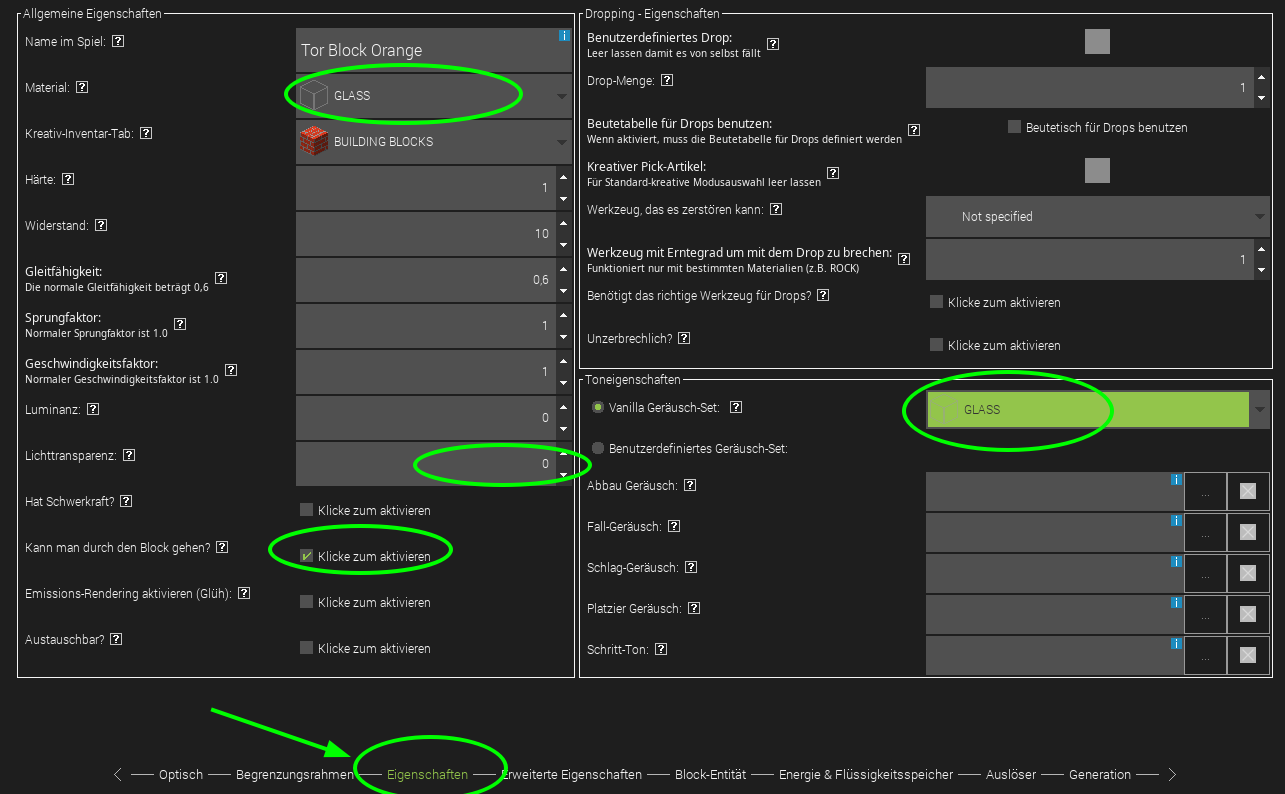 Allgemeine Eigenschaften
Name im Spiel: ?
Tor Block Orange
i
Material: ?
GLASS
Kreativ-Inventar-Tab: ?
BUILDING BLOCKS
Härte: ?
1
Widerstand: ?
10
Gleitfähigkeit:
Die normale Gleitfähigkeit beträgt 0,6
?
0,6
Sprungfaktor:
Normaler Sprungfaktor ist 1.0
?
1
Geschwindigkeitsfaktor:
Normaler Geschwindigkeitsfaktor ist 1.0
?
1
Luminanz: ?
0
Lichttransparenz: ?
0
Hat Schwerkraft? ?
Klicke zum aktivieren
Kann man durch den Block gehen? ?
Klicke zum aktivieren
Emissions-Rendering aktivieren (Glüh): ?
Klicke zum aktivieren
Austauschbar? ?
Klicke zum aktivieren
Dropping - Eigenschaften
Benutzerdefiniertes Drop:
Leer lassen damit es von selbst fällt
?
Drop-Menge: ?
1
Beutetabelle für Drops benutzen:
Wenn aktiviert, muss die Beutetabelle für Drops definiert werden
?
Beutetisch für Drops benutzen
Kreativer Pick-Artikel:
Für Standard-kreative Modusauswahl leer lassen
?
Werkzeug, das es zerstören kann: ?
Not specified
Werkzeug mit Erntegrad um mit dem Drop zu brechen:
Funktioniert nur mit bestimmten Materialien (z.B. ROCK)
?
1
Benötigt das richtige Werkzeug für Drops? ?
Klicke zum aktivieren
Unzerbrechlich? ?
Klicke zum aktivieren
Toneigenschaften
Vanilla Geräusch-Set: ?
GLASS
Benutzerdefiniertes Geräusch-Set:
Abbau Geräusch: ?
i
...
Fall-Geräusch: ?
i
...
Schlag-Geräusch: ?
i
...
Platzier Geräusch: ?
i
...
Schritt-Ton: ?
i
...
Optisch Begrenzungsrahmen Eigenschaften Erweiterte Eigenschaften Block-Entität Energie & Flüssigkeitsspeicher Auslöser Generation